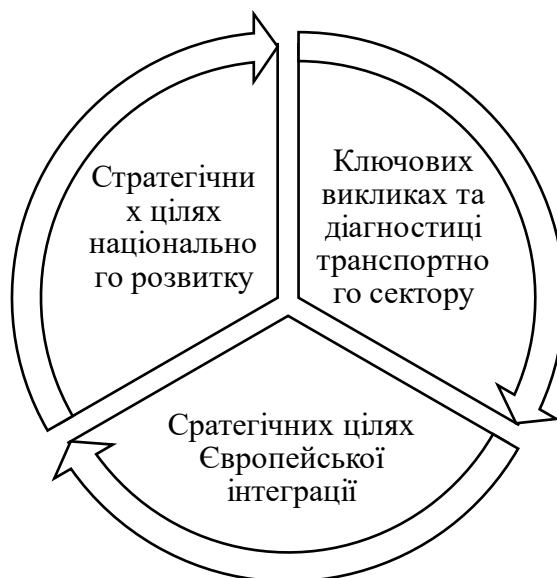 Стратегічни
х цілях
національно
го розвитку
Ключових
викликах та
діагностиці
транспортно
го сектору
Сратегічних цілях
Європейської
інтеграції